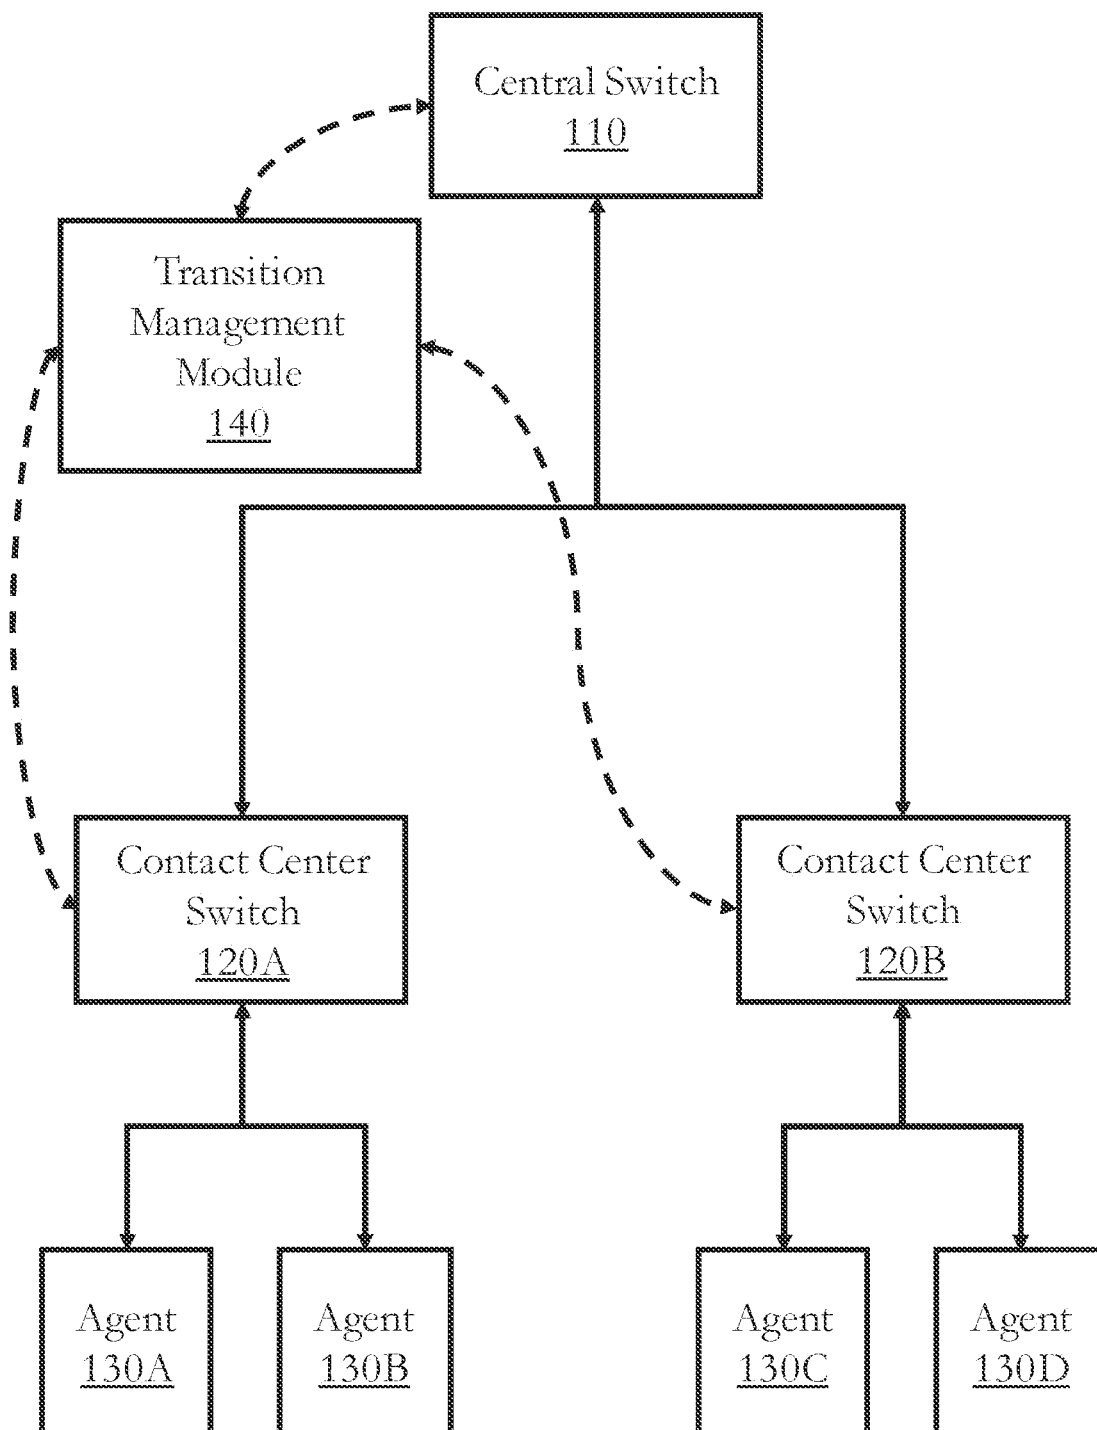 Central Switch
110
Transition
Management
Module
140
Contact Center
Switch
120A
Contact Center
Switch
120B
Agent
130A
Agent
130B
Agent
130C
Agent
130D